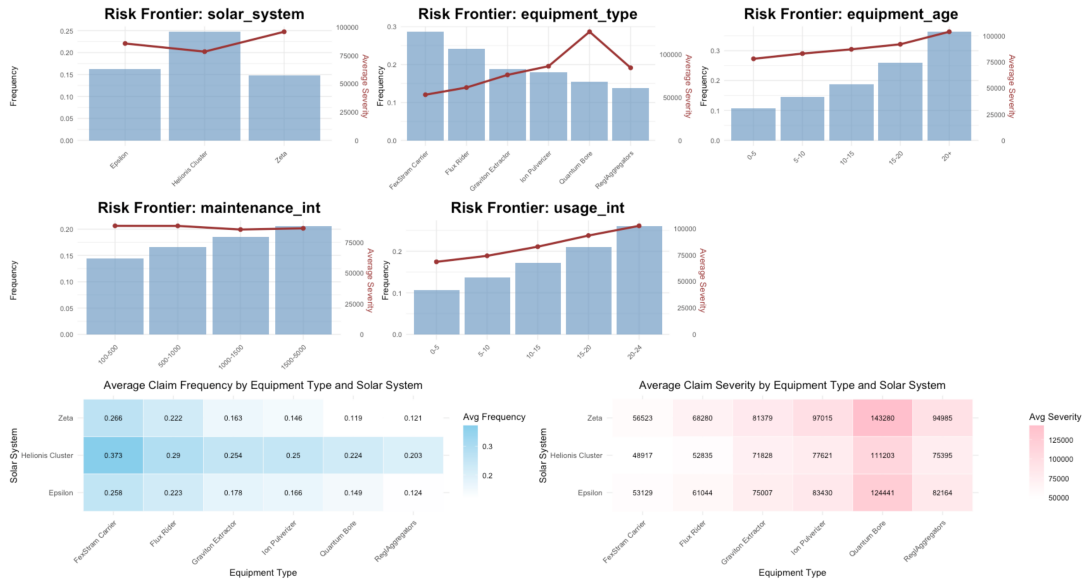 Risk Frontier: solar_system
Frequency
0.25
0.20
0.15
0.10
0.05
0.00
100000
75000
50000
25000
0
Average Severity
Epsilon
Helionis Cluster
Zeta
Risk Frontier: equipment_type
Frequency
0.3
0.2
0.1
0.0
100000
50000
0
Average Severity
FexStram Carrier
Flux Rider
Graviton Extractor
Ion Pulverizer
Quantum Bore
ReglAggregators
Risk Frontier: equipment_age
Frequency
0.3
0.2
0.1
0.0
100000
75000
50000
25000
0
Average Severity
0-5
5-10
10-15
15-20
20+
Risk Frontier: maintenance_int
Frequency
0.20
0.15
0.10
0.05
0.00
75000
50000
25000
0
Average Severity
100-500
500-1000
1000-1500
1500-5000
Risk Frontier: usage_int
Frequency
0.2
0.1
0.0
100000
75000
50000
25000
0
Average Severity
0-5
5-10
10-15
15-20
20-24
Average Claim Frequency by Equipment Type and Solar System
Solar System
Zeta 0.266 0.222 0.163 0.146 0.119 0.121
Helionis Cluster 0.373 0.29 0.254 0.25 0.224 0.203
Epsilon 0.258 0.223 0.178 0.166 0.149 0.124
FexStram Carrier
Flux Rider
Graviton Extractor
Ion Pulverizer
Quantum Bore
ReglAggregators
Equipment Type
Avg Frequency
0.3
0.2
Average Claim Severity by Equipment Type and Solar System
Solar System
Zeta 56523 68280 81379 97015 143280 94985
Helionis Cluster 48917 52835 71828 77621 111203 75395
Epsilon 53129 61044 75007 83430 124441 82164
FexStram Carrier
Flux Rider
Graviton Extractor
Ion Pulverizer
Quantum Bore
ReglAggregators
Equipment Type
Avg Severity
125000
100000
75000
50000